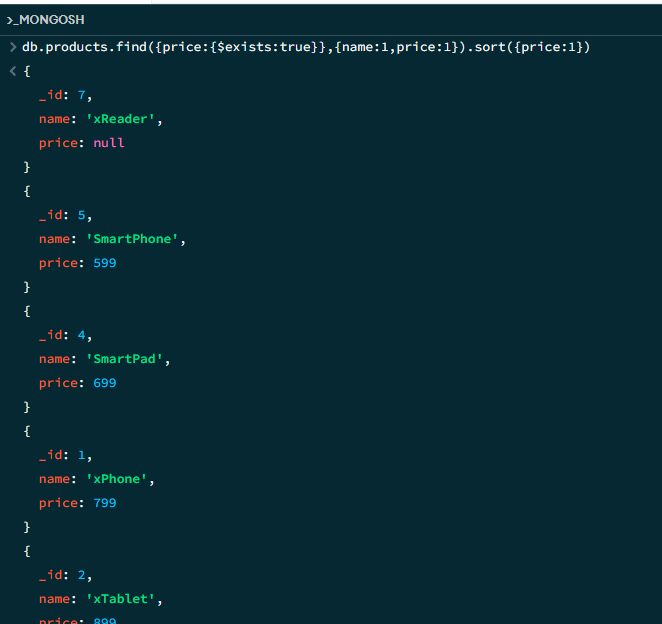 >_MONGOSH
> db.products.find({price:{$exists:true}},{name:1,price:1}).sort({price:1})
< {
_id: 7,
name: 'xReader',
price: null
}
{
_id: 5,
name: 'SmartPhone',
price: 599
}
{
_id: 4,
name: 'SmartPad',
price: 699
}
{
_id: 1,
name: 'xPhone',
price: 799
}
{
_id: 2,
name: 'xTablet',
price: 899